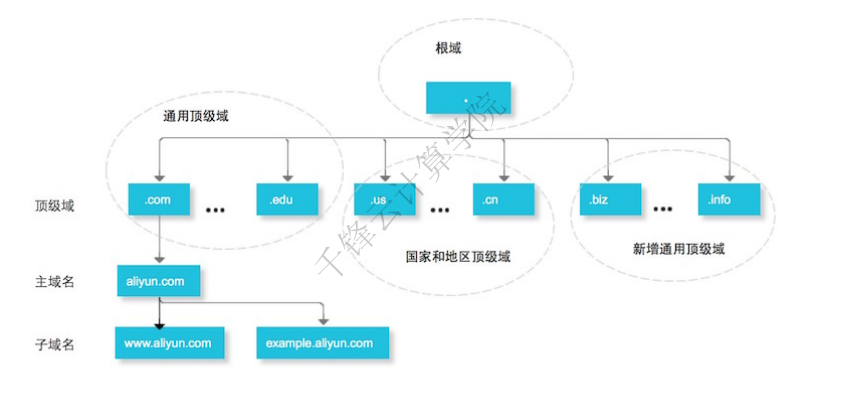 根域
.
通用顶级域
顶级域
.com
...
.edu
.us
...
.cn
.biz
...
.info
国家和地区顶级域
新增通用顶级域
主域名
aliyun.com
子域名
www.aliyun.com
example.aliyun.com
千锋云计算学院